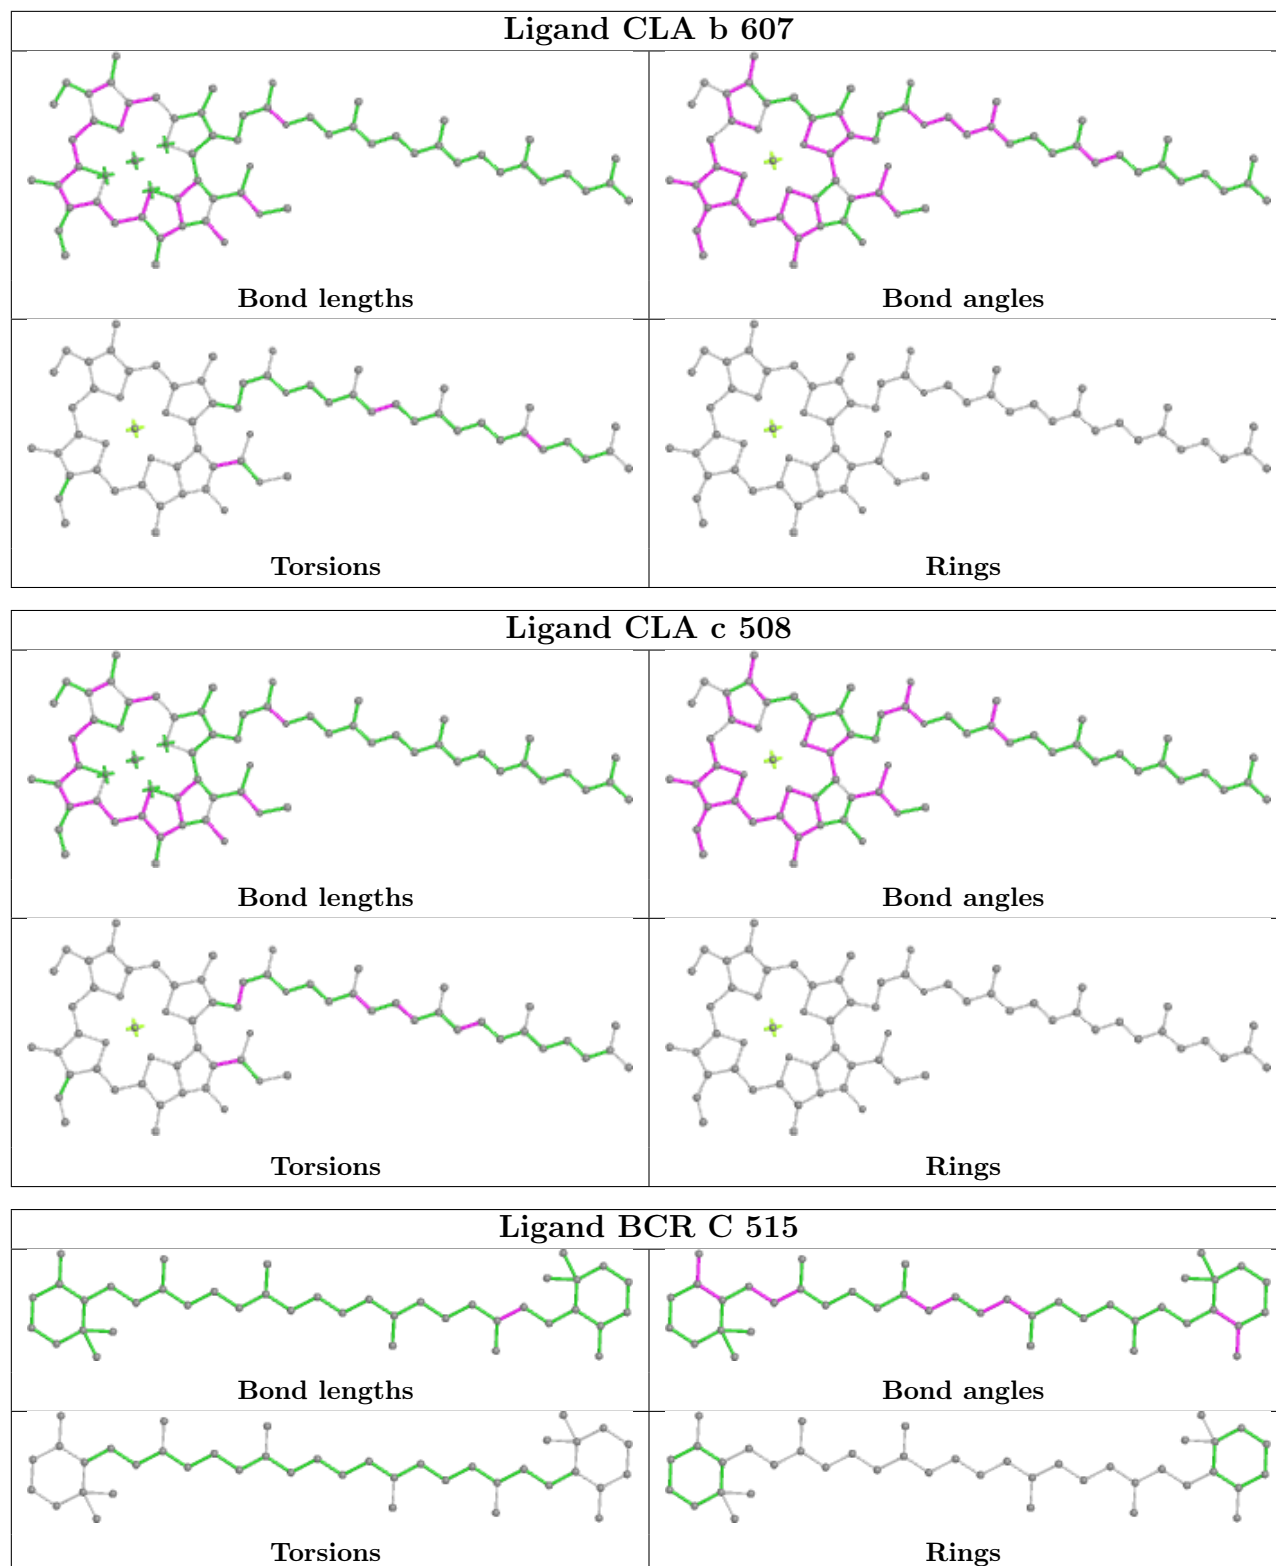 Ligand CLA b 607
Bond lengths
Bond angles
Torsions
Rings
Ligand CLA c 508
Bond lengths
Bond angles
Torsions
Rings
Ligand BCR C 515
Bond lengths
Bond angles
Torsions
Rings